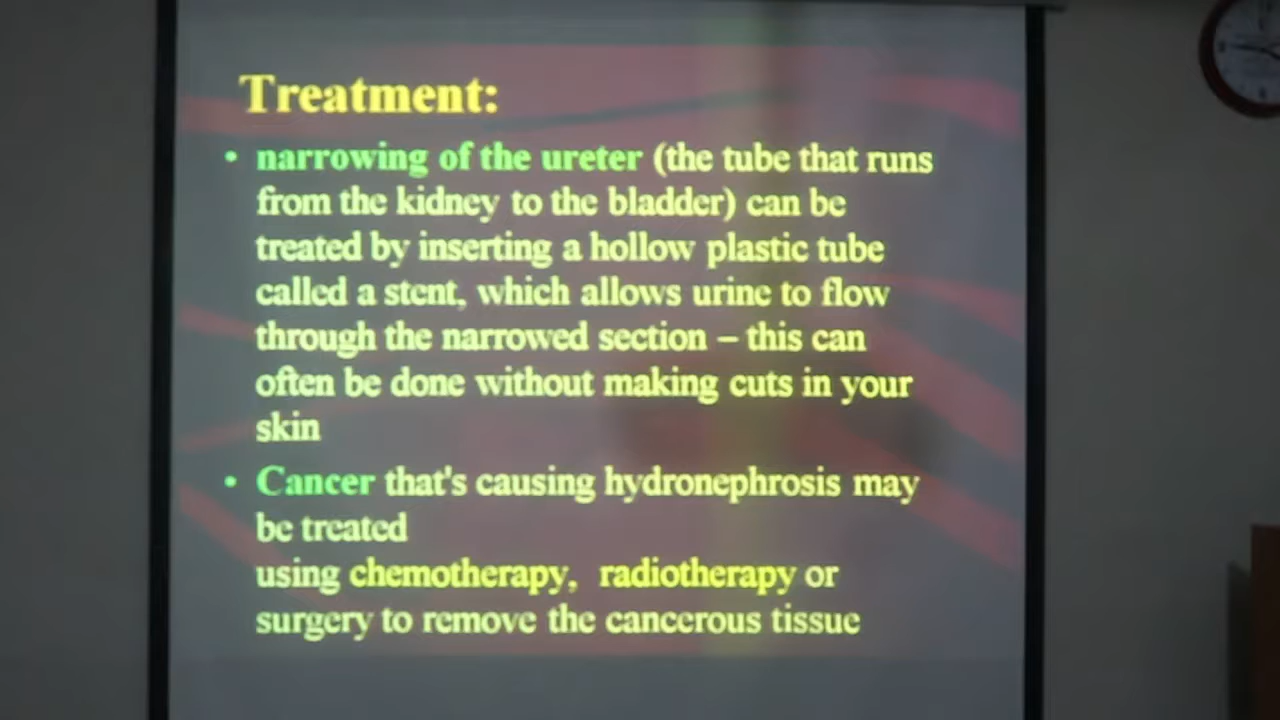 Treatment:
• narrowing of the ureter (the tube that runs
from the kidney to the bladder) can be
treated by inserting a hollow plastic tube
called a stent, which allows urine to flow
through the narrowed section – this can
often be done without making cuts in your
skin
• Cancer that's causing hydronephrosis may
be treated
using chemotherapy, radiotherapy or
surgery to remove the cancerous tissue